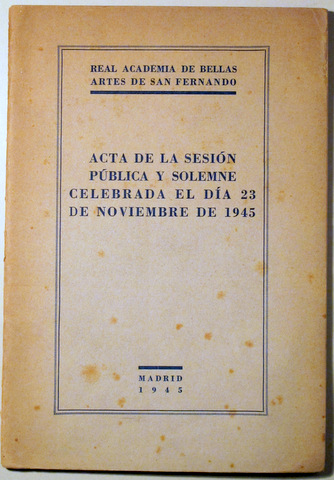 REAL ACADEMIA DE BELLAS
ARTES DE SAN FERNANDO
ACTA DE LA SESIÓN
PÚBLICA Y SOLEMNE
CELEBRADA EL DÍA 23
DE NOVIEMBRE DE 1945
MADRID
1945